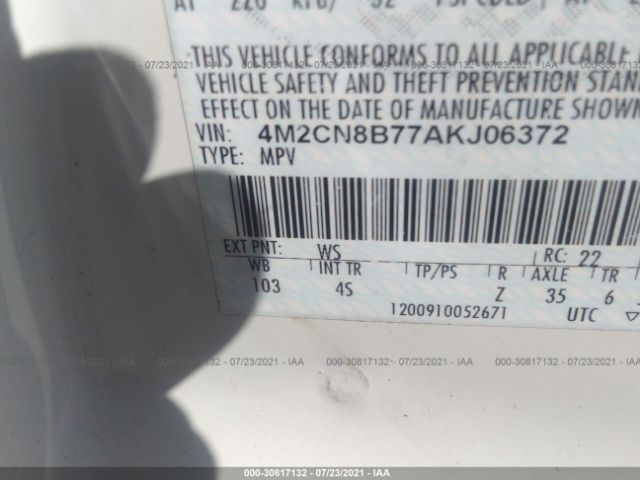 THIS VEHICLE CONFORMS TO ALL APPLICABLE
VEHICLE SAFETY AND THEFT PREVENTION STAN
EFFECT ON THE DATE OF MANUFACTURE SHOWN
VIN: 4M2CN8B77AKJ06372
TYPE: MPV
EXT PNT: WS RC: 22
WB INT TR TP/PS R AXLE TR
103 4S Z 35 6
1200910052671 UTC
000-30817132 - 07/23/2021 - IAA
000-30817132 - 07/23/2021 - IAA
000-30817132 - 07/23/2021 - IAA